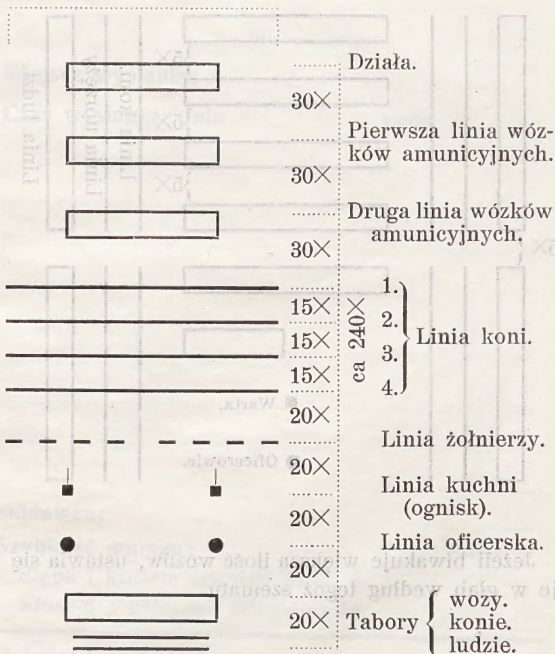 Działa.
30×
Pierwsza linia wóz-
ków amunicyjnych.
30×
Druga linia wózków
amunicyjnych.
30×
1.
15×
2.
15×
ca 240×
Linia koni.
3.
15×
4.
20×
Linia żołnierzy.
20×
Linia kuchni
(ognisk).
20×
Linia oficerska.
20×
wozy.
20× Tabory konie.
ludzie.